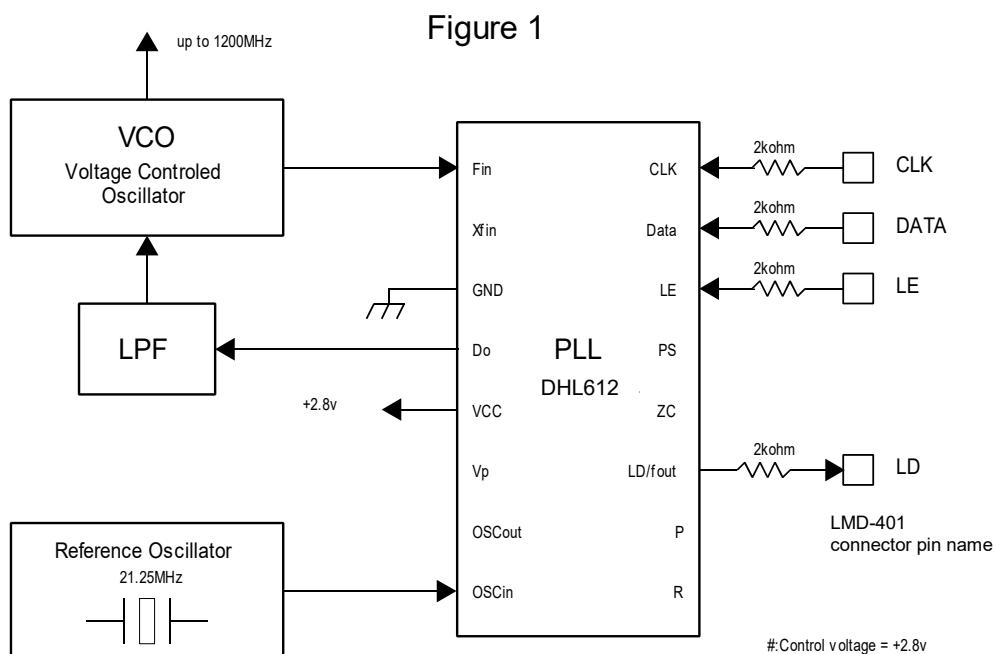 Figure 1
up to 1200MHz
VCO
Voltage Controled
Oscillator
LPF
+2.8v
Reference Oscillator
21.25MHz
Fin
Xfin
GND
Do
VCC
Vp
OSCout
OSCin
PLL
DHL612
CLK
Data
LE
PS
ZC
LD/fout
P
R
2kohm
CLK
2kohm
DATA
2kohm
LE
2kohm
LD
LMD-401
connector pin name
#:Control voltage = +2.8v